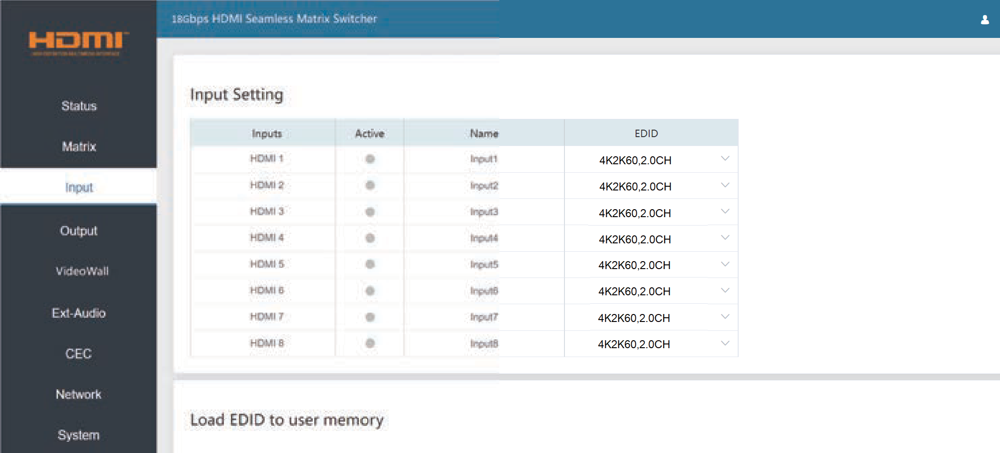 HDMI™
18Gbps HDMI Seamless Matrix Switcher
Status
Matrix
Input
Output
VideoWall
Ext-Audio
CEC
Network
System
Input Setting
Inputs Active Name EDID
HDMI 1 Input1 4K2K60,2.0CH
HDMI 2 Input2 4K2K60,2.0CH
HDMI 3 Input3 4K2K60,2.0CH
HDMI 4 Input4 4K2K60,2.0CH
HDMI 5 Input5 4K2K60,2.0CH
HDMI 6 Input6 4K2K60,2.0CH
HDMI 7 Input7 4K2K60,2.0CH
HDMI 8 Input8 4K2K60,2.0CH
Load EDID to user memory